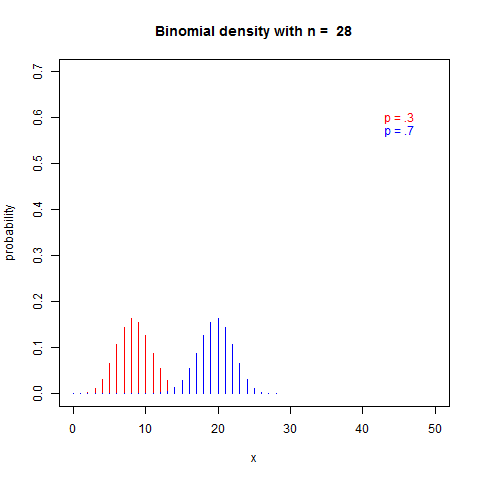 Binomial density with n =  28
0.7
0.6
0.5
0.4
0.3
0.2
0.1
0.0
probability
p = .3
p = .7
0 10 20 30 40 50
x